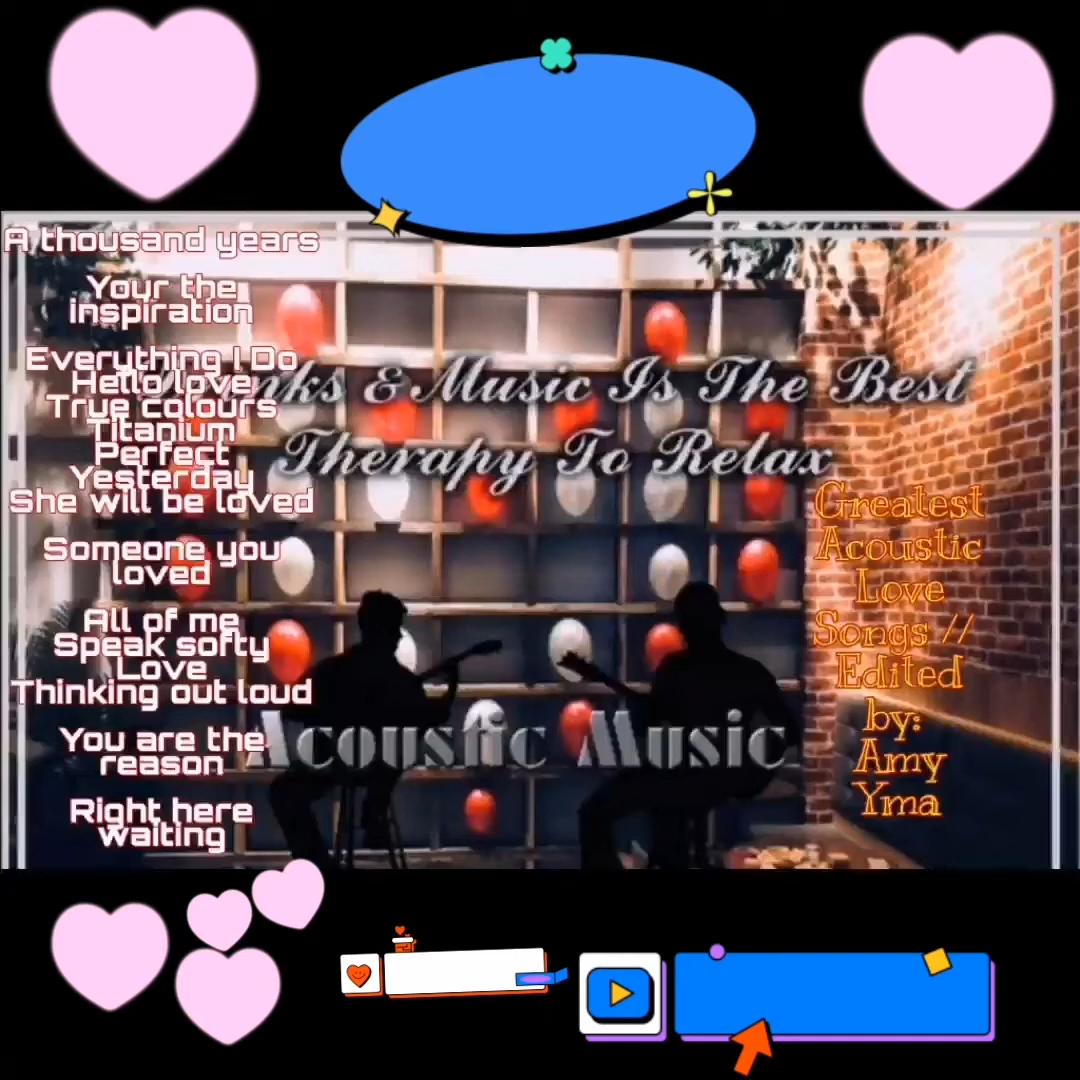 A thousand years
Your the
inspiration
Everything I Do
Hello love
True colours
Titanium
Perfect
Yesterday
She will be loved
Someone you
loved
All of me
Speak softy
Love
Thinking out loud
You are the
reason
Right here
waiting
& Music Is The Best
Therapy To Relax
Acoustic Music
Greatest
Acoustic
Love
Songs //
Edited
by:
Amy
Yma